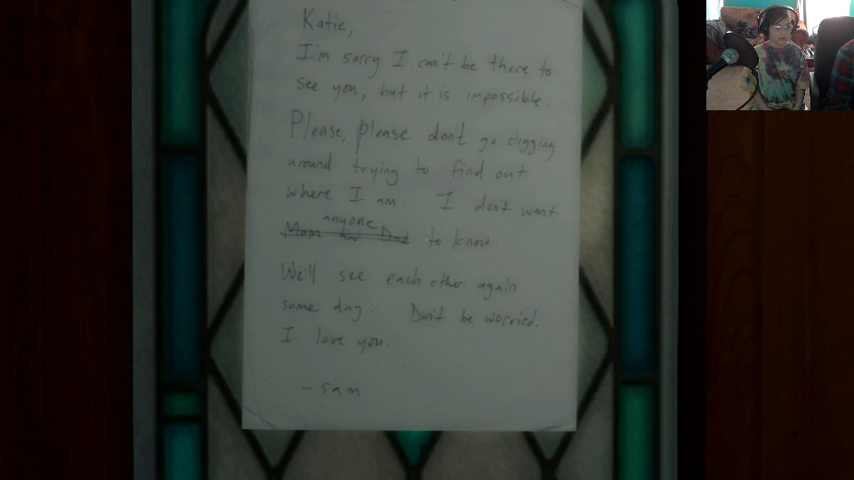 Katie,
I'm sorry I can't be there to
see you, but it is impossible.
Please, please don't go digging
around trying to find out
where I am. I don't want
anyone
Mom or Dad to know.
We'll see each other again
some day. Don't be worried.
I love you.
- Sam